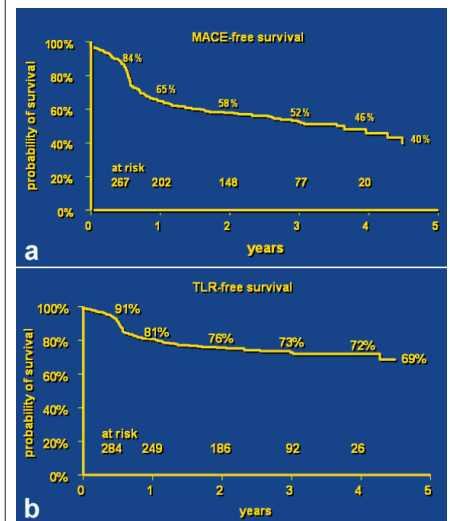 MACE-free survival
100%
80%
60%
40%
20%
0%
probability of survival
84%
65%
58%
52%
46%
40%
at risk
267 202 148 77 20
0 1 2 3 4 5
years
a
TLR-free survival
100%
80%
60%
40%
20%
0%
probability of survival
91%
81%
76%
73%
72%
69%
at risk
284 249 186 92 26
0 1 2 3 4 5
years
b